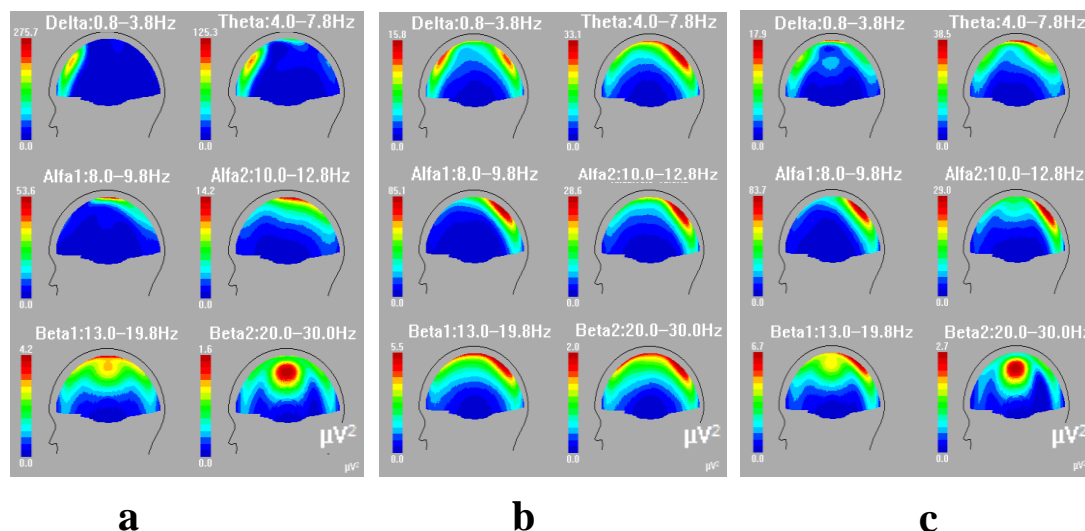 Delta:0.8–3.8Hz Theta:4.0–7.8Hz
275.7 125.3
0.0 0.0
Alfa1:8.0–9.8Hz Alfa2:10.0–12.8Hz
53.6 14.2
0.0 0.0
Beta1:13.0–19.8Hz Beta2:20.0–30.0Hz
4.2 1.6
0.0 0.0
µV²
µV²
a
Delta:0.8–3.8Hz Theta:4.0–7.8Hz
15.8 33.1
0.0 0.0
Alfa1:8.0–9.8Hz Alfa2:10.0–12.8Hz
85.1 28.6
0.0 0.0
Beta1:13.0–19.8Hz Beta2:20.0–30.0Hz
5.5 2.0
0.0 0.0
µV²
µV²
b
Delta:0.8–3.8Hz Theta:4.0–7.8Hz
17.9 38.5
0.0 0.0
Alfa1:8.0–9.8Hz Alfa2:10.0–12.8Hz
83.7 29.0
0.0 0.0
Beta1:13.0–19.8Hz Beta2:20.0–30.0Hz
6.7 2.7
0.0 0.0
µV²
µV²
c